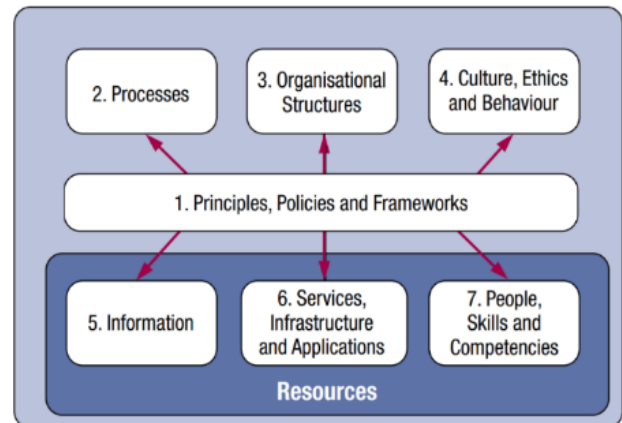 2. Processes
3. Organisational
Structures
4. Culture, Ethics
and Behaviour
1. Principles, Policies and Frameworks
5. Information
6. Services,
Infrastructure
and Applications
7. People,
Skills and
Competencies
Resources